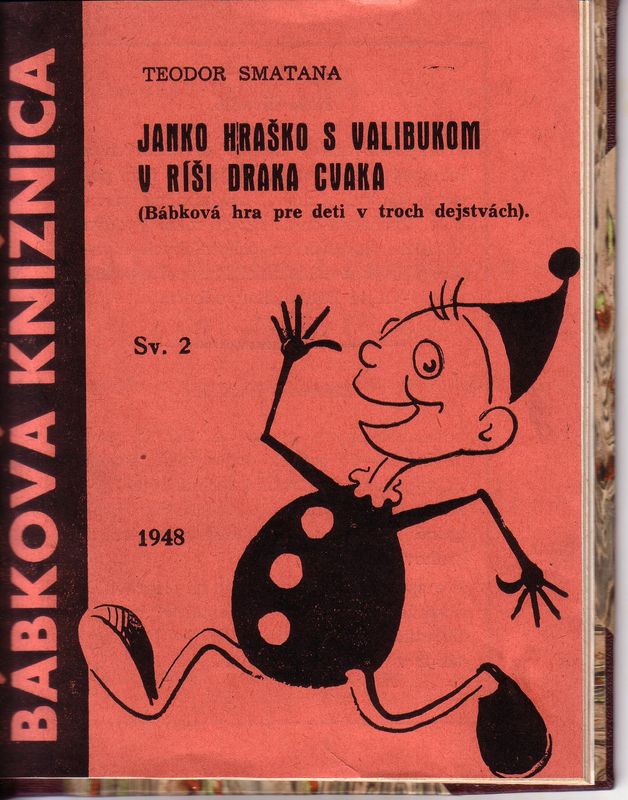 TEODOR SMATANA
JANKO HRAŠKO S VALIBUKOM
V RÍŠI DRAKA CVAKA
(Bábková hra pre deti v troch dejstvách).
Sv. 2
1948
BÁBKOVÁ KNIŽNICA